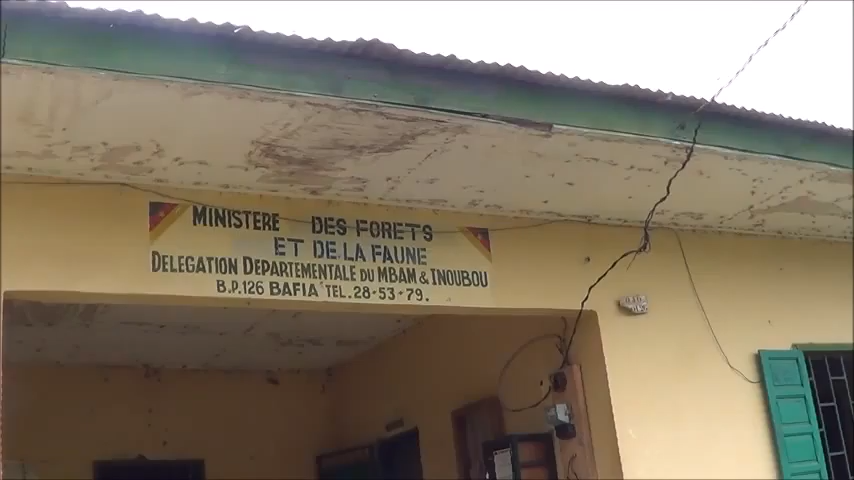 MINISTERE DES FORETS
ET DE LA FAUNE
DELEGATION DEPARTEMENTALE DU MBAM & INOUBOU
B.P.126 BAFIA TEL.28-53-79.